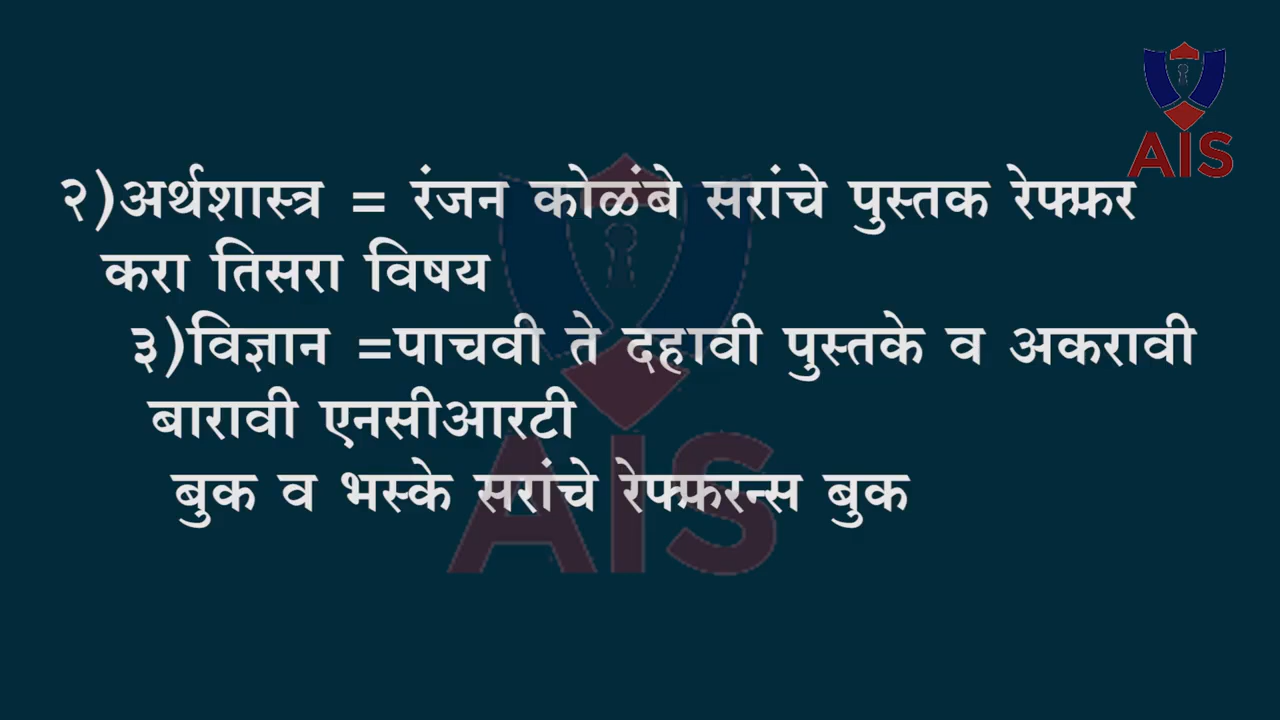 AIS
२)अर्थशास्त्र = रंजन कोळंबे सरांचे पुस्तक रेफ्फर
करा तिसरा विषय
३)विज्ञान =पाचवी ते दहावी पुस्तके व अकरावी
बारावी एनसीआरटी
बुक व भस्के सरांचे रेफ्फरन्स बुक
AIS